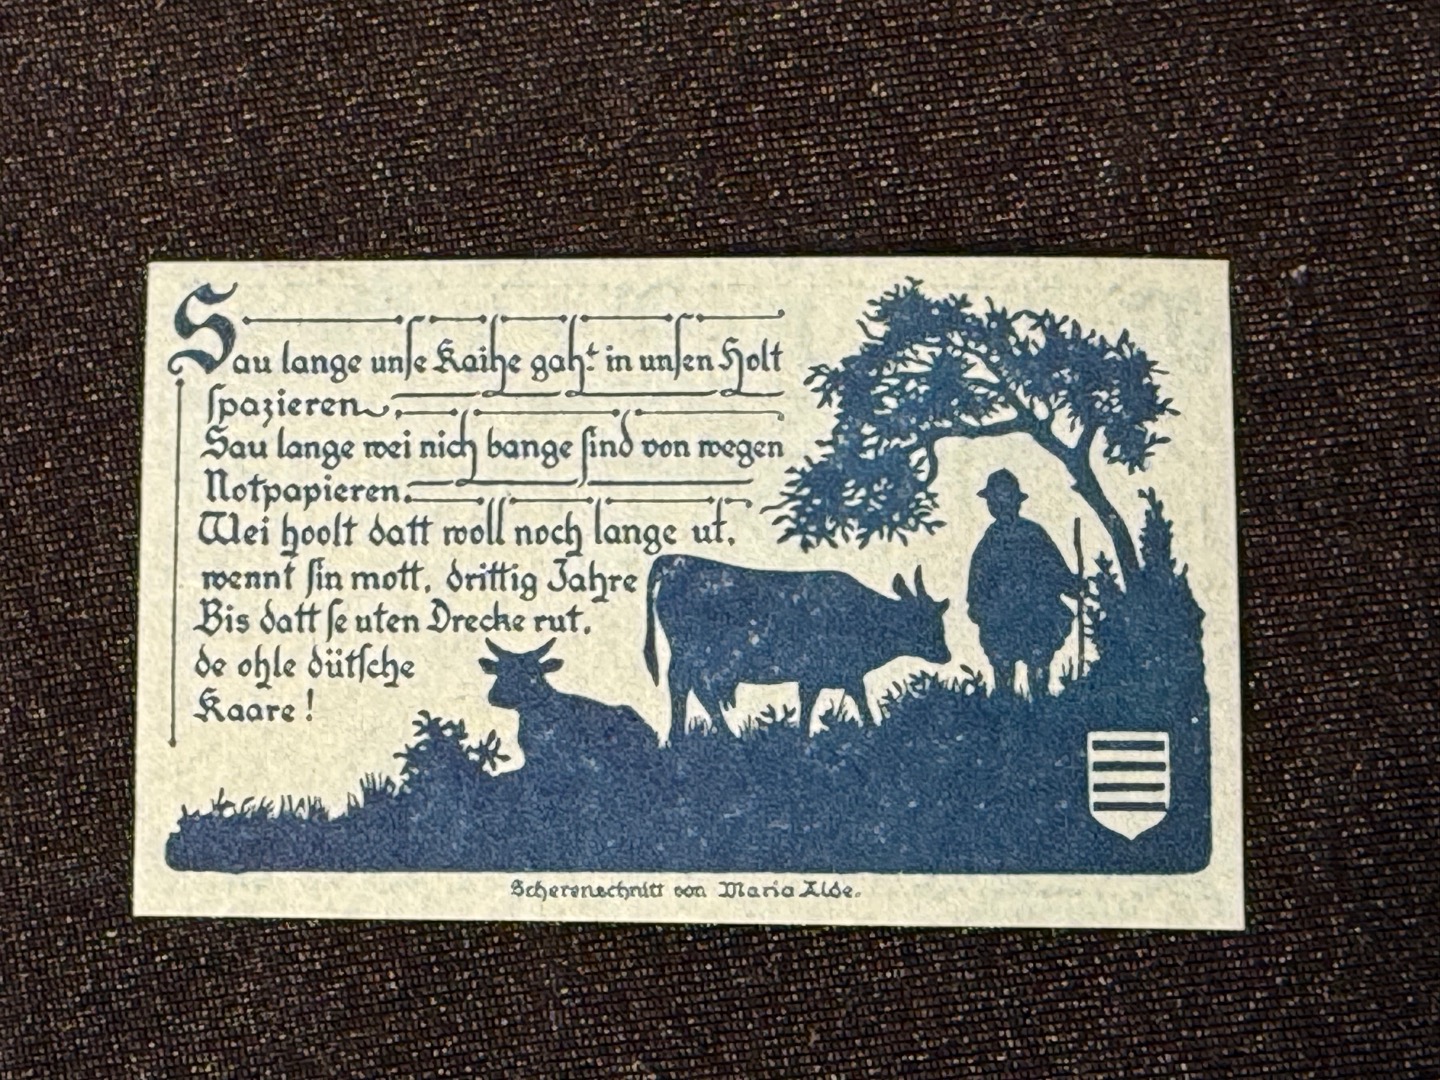 Sau lange unſe Kaihe gaht in unſen Holt
ſpazieren,
Sau lange wei nich bange ſind von wegen
Notpapieren.
Wei hoolt datt woll noch lange ut,
wennt ſin mott, drittig Jahre
Bis datt ſe uten Drecke rut,
de ohle dütſche
Kaare!
Scherenschnitt von Maria Alde.